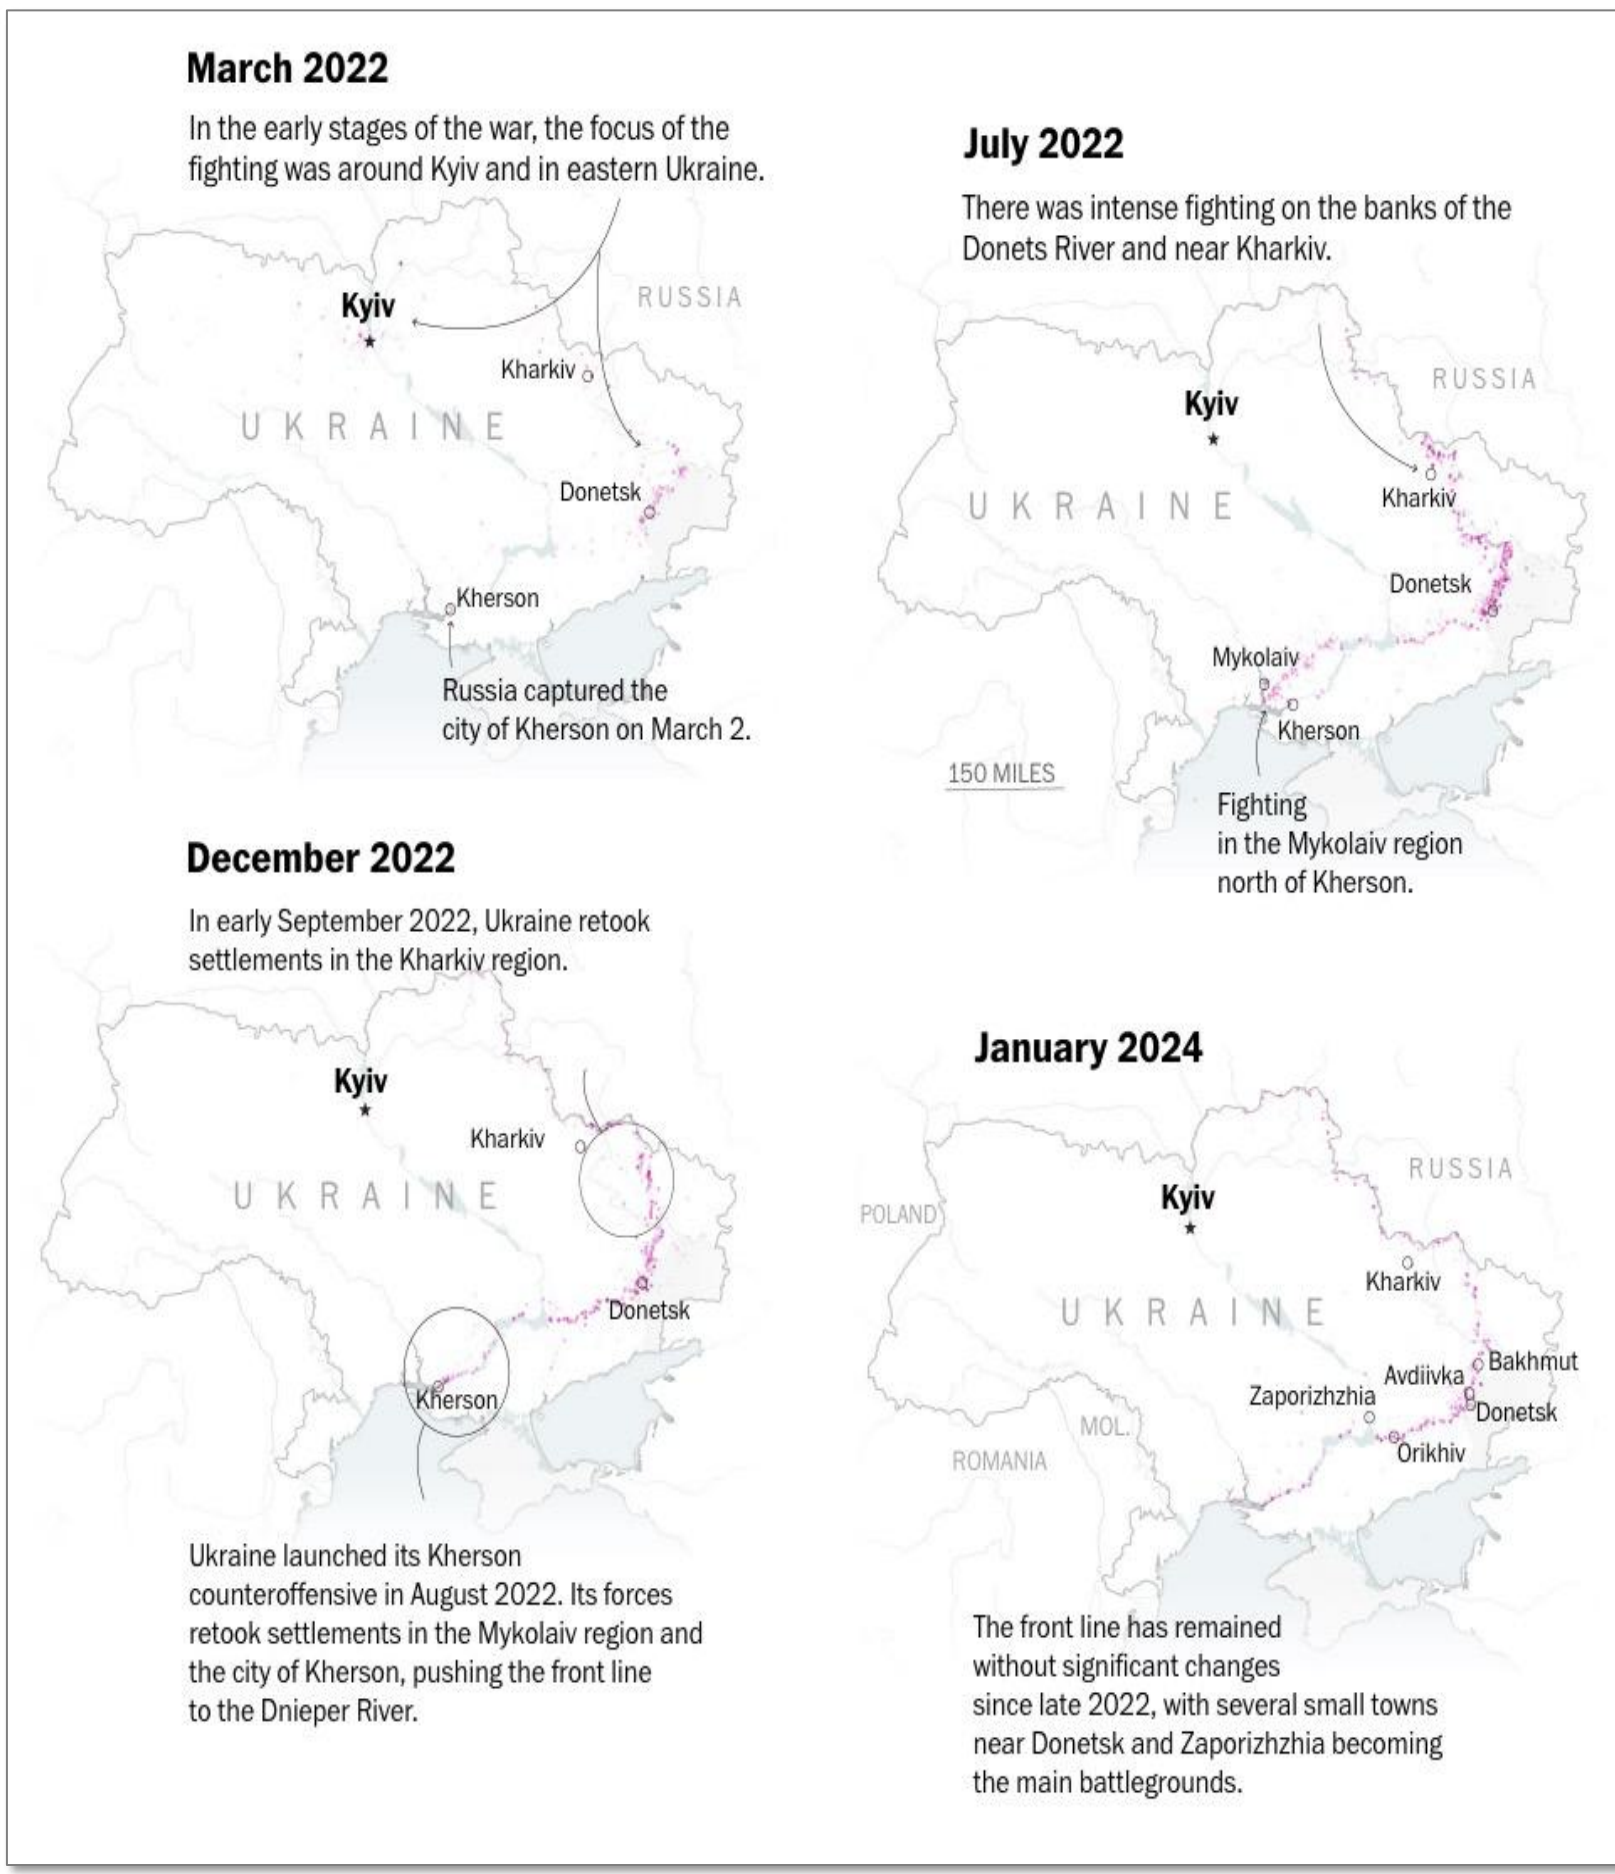 March 2022
In the early stages of the war, the focus of the
fighting was around Kyiv and in eastern Ukraine.
RUSSIA
Kyiv
Kharkiv
UKRAINE
Donetsk
Kherson
Russia captured the
city of Kherson on March 2.
July 2022
There was intense fighting on the banks of the
Donets River and near Kharkiv.
RUSSIA
Kyiv
Kharkiv
UKRAINE
Donetsk
Mykolaiv
Kherson
150 MILES
Fighting
in the Mykolaiv region
north of Kherson.
December 2022
In early September 2022, Ukraine retook
settlements in the Kharkiv region.
Kyiv
Kharkiv
UKRAINE
Donetsk
Kherson
Ukraine launched its Kherson
counteroffensive in August 2022. Its forces
retook settlements in the Mykolaiv region and
the city of Kherson, pushing the front line
to the Dnieper River.
January 2024
RUSSIA
POLAND
Kyiv
Kharkiv
UKRAINE
Bakhmut
Avdiivka
Zaporizhzhia
Donetsk
MOL.
Orikhiv
ROMANIA
The front line has remained
without significant changes
since late 2022, with several small towns
near Donetsk and Zaporizhzhia becoming
the main battlegrounds.